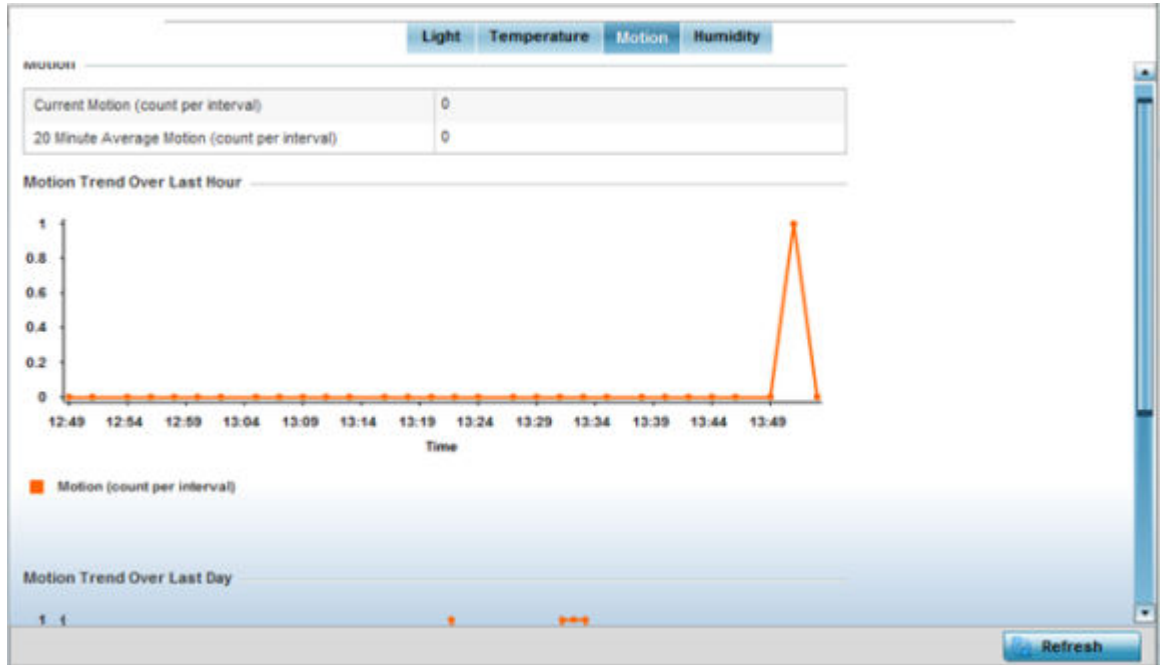 Light Temperature Motion Humidity
Motion
Current Motion (count per interval) 0
20 Minute Average Motion (count per interval) 0
Motion Trend Over Last Hour
1
0.8
0.6
0.4
0.2
0
12:49 12:54 12:59 13:04 13:09 13:14 13:19 13:24 13:29 13:34 13:39 13:44 13:49
Time
Motion (count per interval)
Motion Trend Over Last Day
1
Refresh